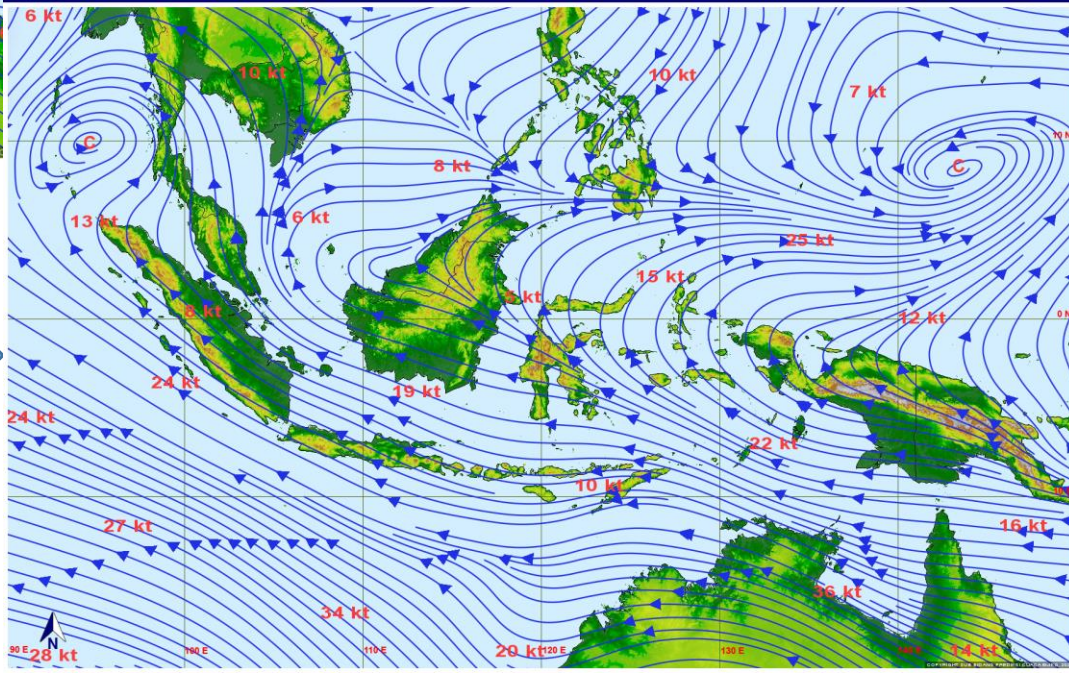 6 kt
10 kt
10 kt
7 kt
10 N
C
C
8 kt
13 kt
6 kt
25 kt
15 kt
5 kt
8 kt
12 kt
0 N
24 kt
19 kt
24 kt
22 kt
10 kt
27 kt
16 kt
36 kt
34 kt
N
90 E
100 E
110 E
20 kt
120 E
130 E
14 kt
28 kt